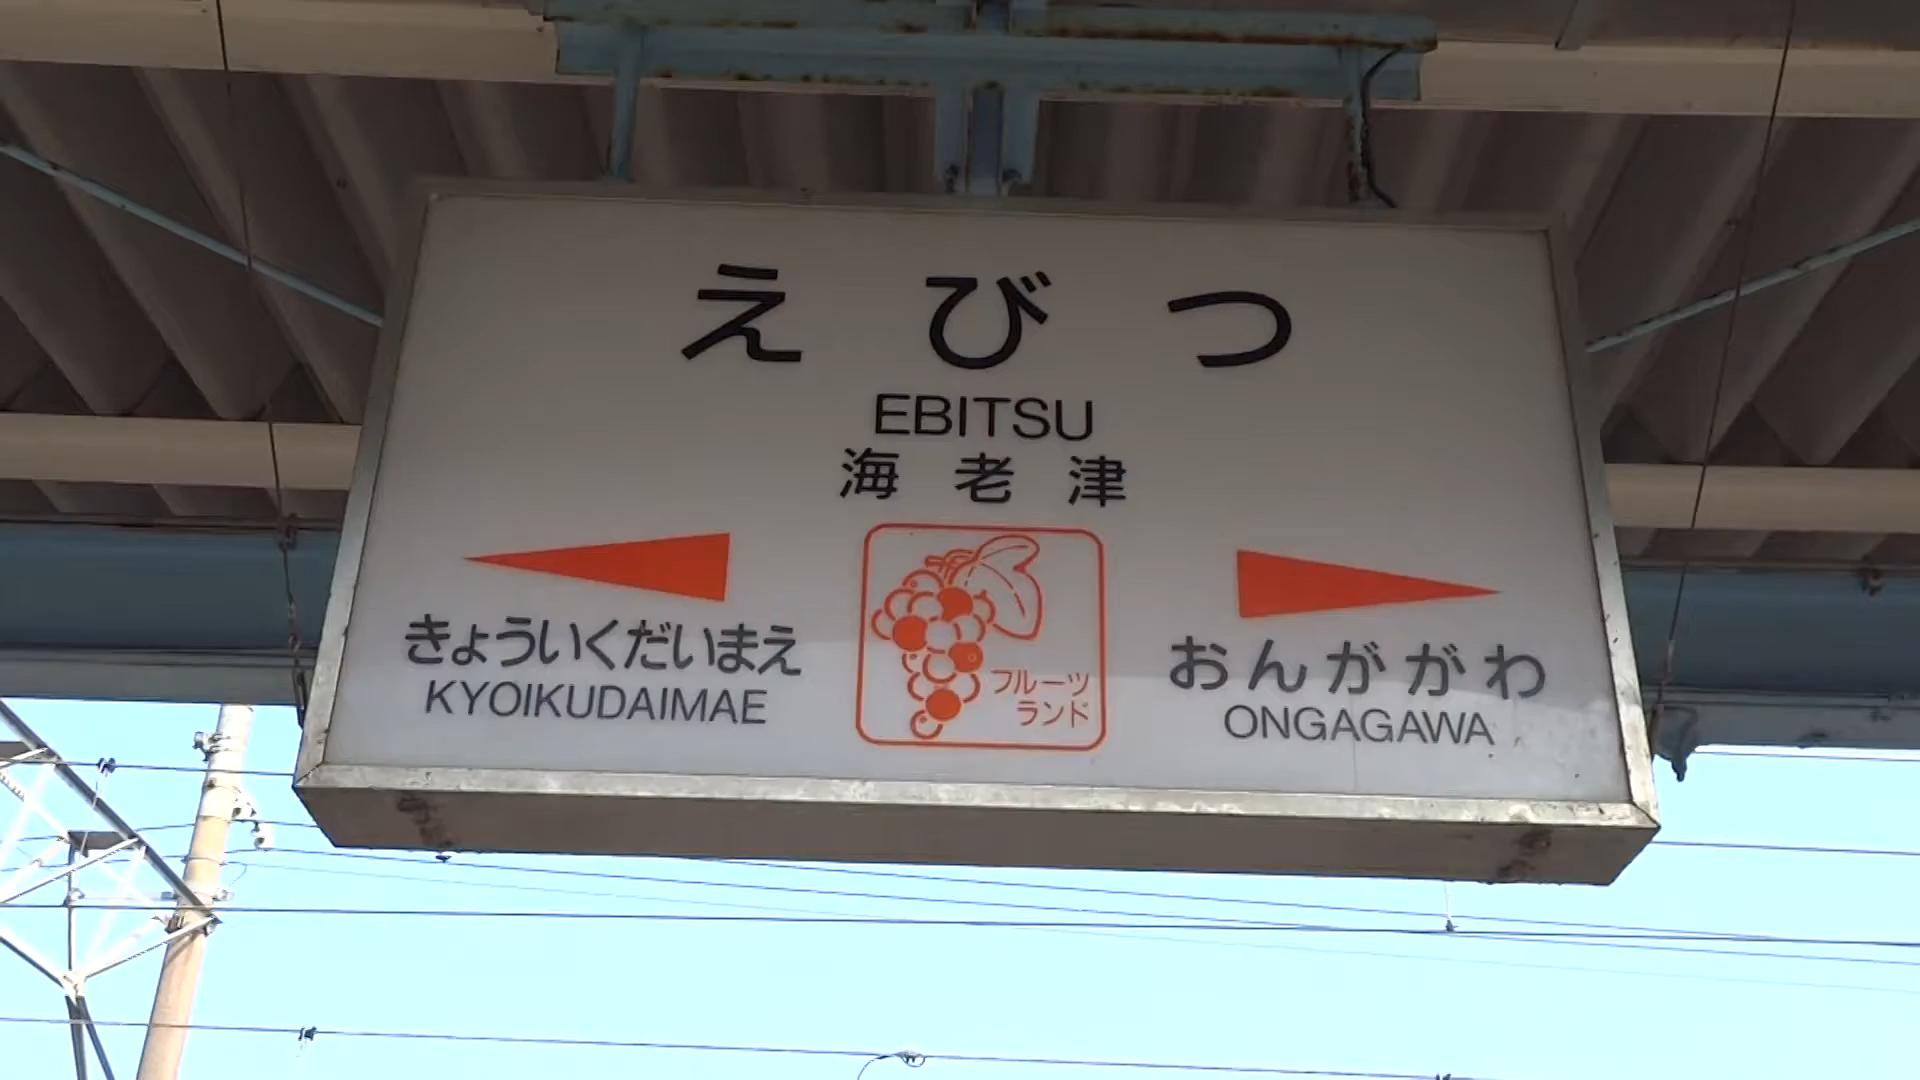 えびつ
EBITSU
海老津
きょういくだいまえ
KYOIKUDAIMAE
フルーツ
ランド
おんががわ
ONGAGAWA